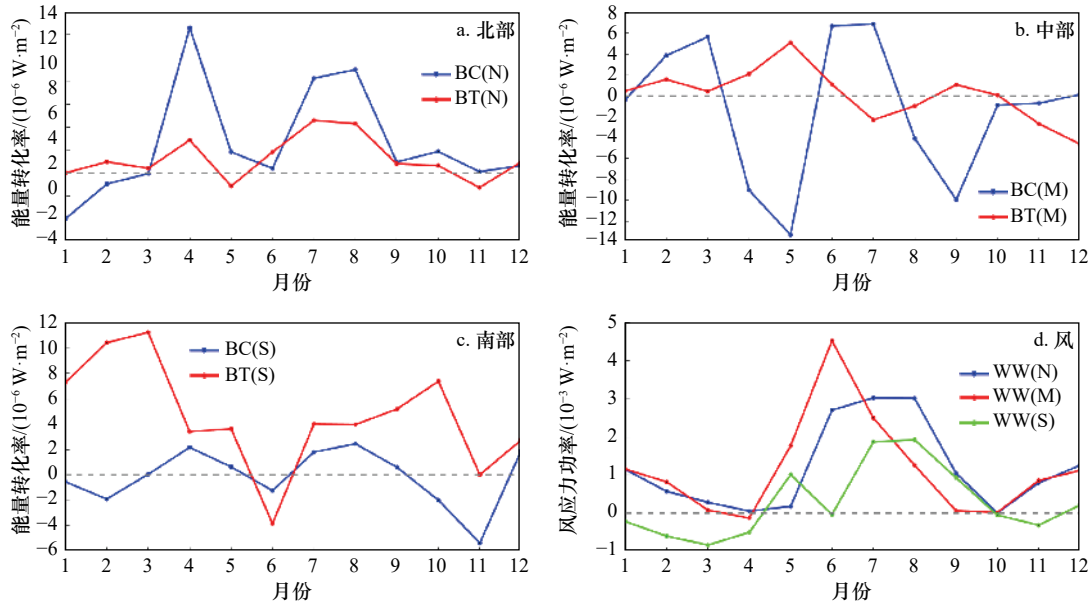 能量转化率/(10⁻⁶ W·m⁻²)
14
12
10
8
6
4
2
0
−2
−4
a. 北部
BC(N)
BT(N)
1 2 3 4 5 6 7 8 9 10 11 12
月份
能量转化率/(10⁻⁶ W·m⁻²)
8
6
4
2
0
−2
−4
−6
−8
−10
−12
−14
b. 中部
BC(M)
BT(M)
1 2 3 4 5 6 7 8 9 10 11 12
月份
能量转化率/(10⁻⁶ W·m⁻²)
12
10
8
6
4
2
0
−2
−4
−6
c. 南部
BC(S)
BT(S)
1 2 3 4 5 6 7 8 9 10 11 12
月份
风应力功率/(10⁻³ W·m⁻²)
5
4
3
2
1
0
−1
d. 风
WW(N)
WW(M)
WW(S)
1 2 3 4 5 6 7 8 9 10 11 12
月份